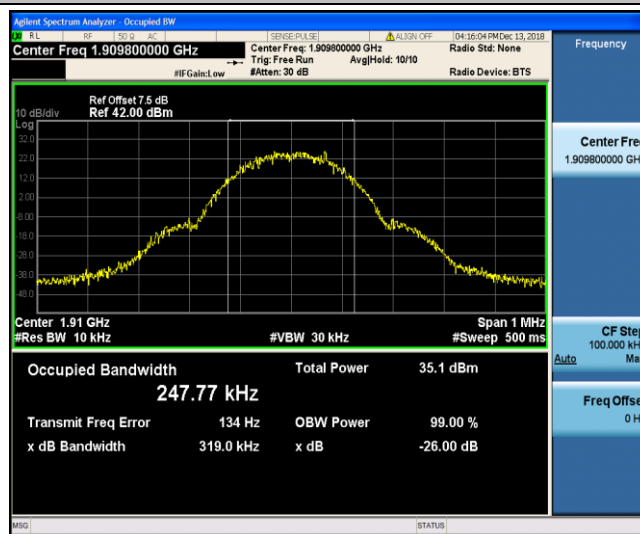 Agilent Spectrum Analyzer - Occupied BW
RL RF 50 Ω AC SENSE:PULSE ALIGN OFF 04:16:04 PM Dec 13, 2018
Center Freq 1.909800000 GHz
Center Freq: 1.909800000 GHz Radio Std: None
Trig: Free Run Avg|Hold: 10/10
#IFGain:Low #Atten: 30 dB Radio Device: BTS
Ref Offset 7.5 dB
10 dB/div Ref 42.00 dBm
Log
32.0
22.0
12.0
2.00
-8.00
-18.0
-28.0
-38.0
-48.0
Center 1.91 GHz Span 1 MHz
#Res BW 10 kHz #VBW 30 kHz #Sweep 500 ms
Occupied Bandwidth Total Power 35.1 dBm
247.77 kHz
Transmit Freq Error 134 Hz OBW Power 99.00 %
x dB Bandwidth 319.0 kHz x dB -26.00 dB
MSG STATUS
Frequency
Center Fre
1.909800000 GH
CF Step
100.000 kH
Auto Ma
Freq Offse
0 H